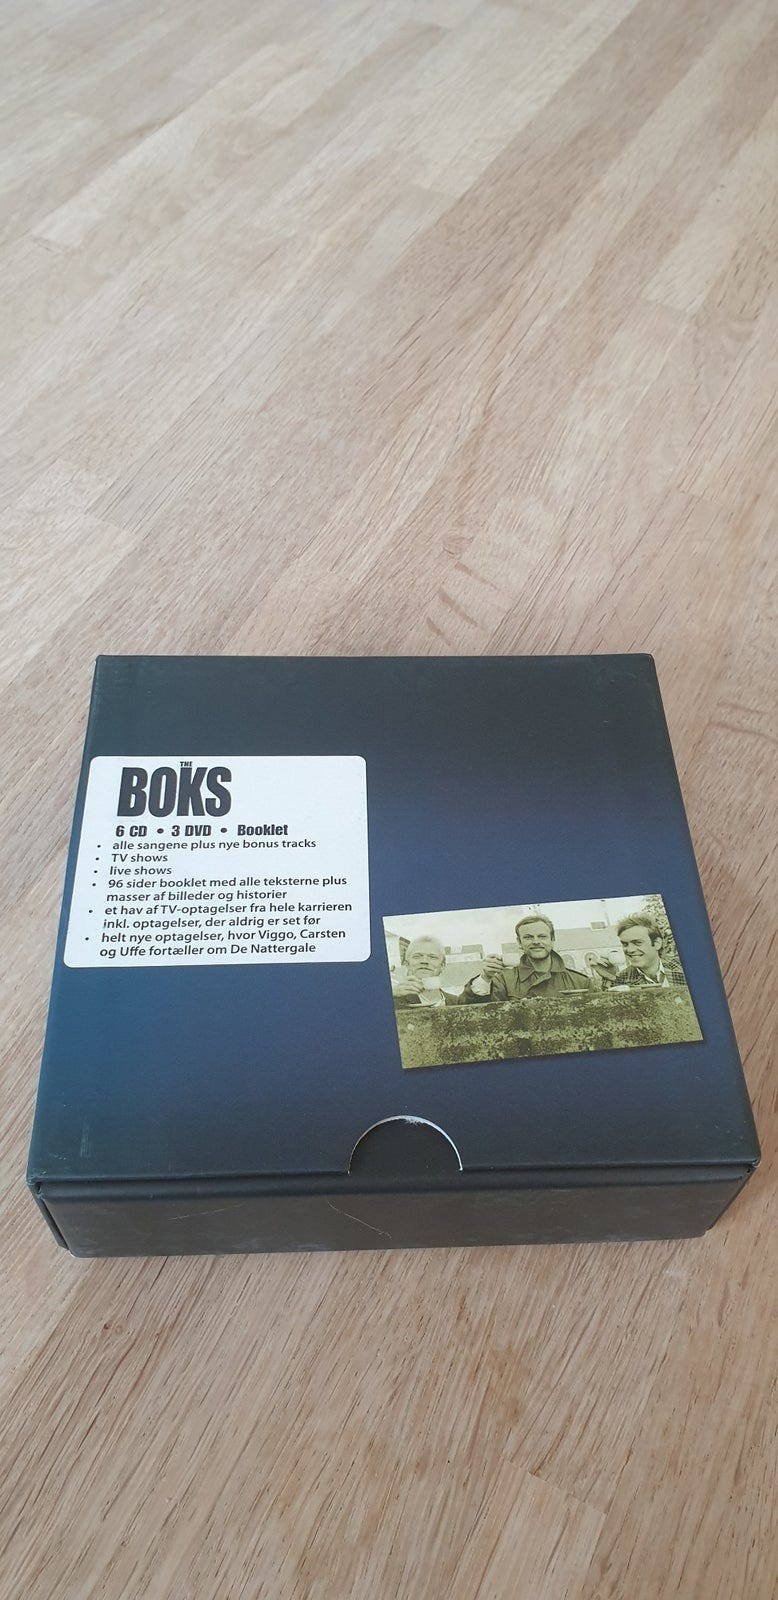 THE
BOKS
6 CD • 3 DVD • Booklet
• alle sangene plus nye bonus tracks
• TV shows
• live shows
• 96 sider booklet med alle teksterne plus
masser af billeder og historier
• et hav af TV-optagelser fra hele karrieren
inkl. optagelser, der aldrig er set før
• helt nye optagelser, hvor Viggo, Carsten
og Uffe fortæller om De Nattergale